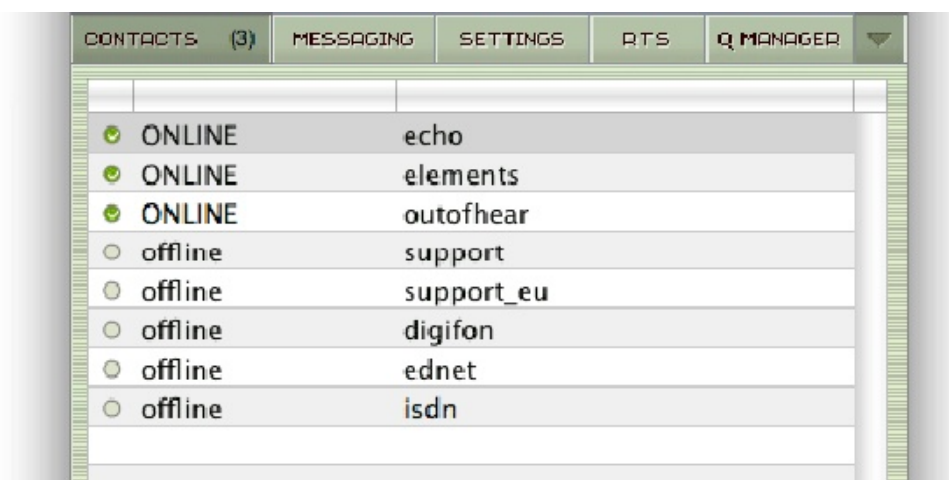 CONTACTS (3) MESSAGING SETTINGS RTS Q MANAGER
ONLINE echo
ONLINE elements
ONLINE outofhear
offline support
offline support_eu
offline digifon
offline ednet
offline isdn